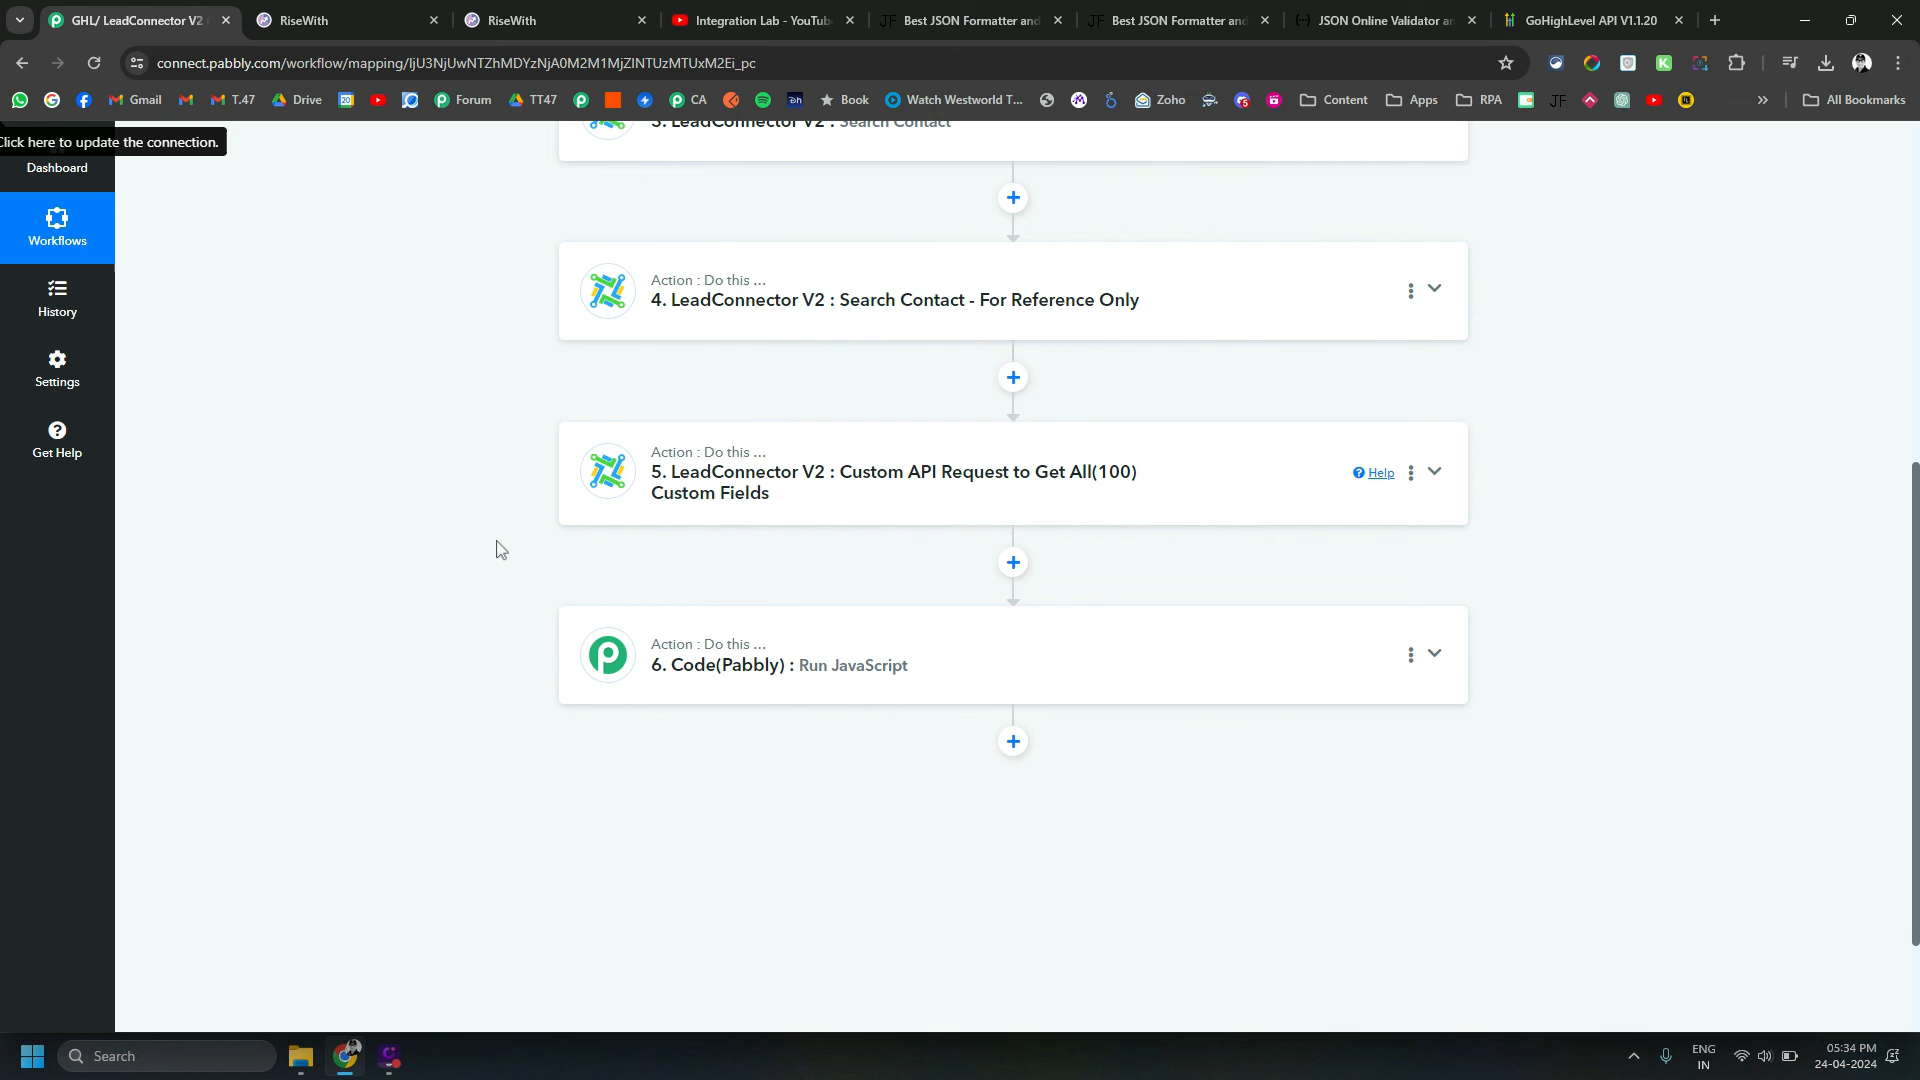 GHL/ LeadConnector V2
RiseWith
RiseWith
Integration Lab - YouTub
Best JSON Formatter and
Best JSON Formatter and
JSON Online Validator ar
GoHighLevel API V1.1.20
connect.pabbly.com/workflow/mapping/IjU3NjUwNTZhMDYzNjA0M2M1MjZlNTUzMTUxM2Ei_pc
Gmail
T.47
Drive
Forum
TT47
CA
Book
Watch Westworld T...
Zoho
Content
Apps
RPA
All Bookmarks
3. LeadConnector V2 : Search Contact
Click here to update the connection.
Dashboard
Workflows
History
Settings
Get Help
Action : Do this ...
4. LeadConnector V2 : Search Contact - For Reference Only
Action : Do this ...
5. LeadConnector V2 : Custom API Request to Get All(100)
Custom Fields
Help
Action : Do this ...
6. Code(Pabbly) : Run JavaScript
Search
ENG
IN
05:34 PM
24-04-2024